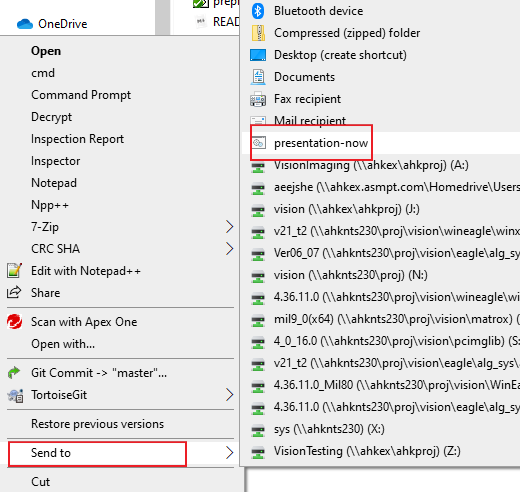 prep
OneDrive
READ
Open
cmd
Command Prompt
Decrypt
Inspection Report
Inspector
Notepad
Npp++
7-Zip
CRC SHA
Edit with Notepad++
Share
Scan with Apex One
Open with...
Git Commit -> "master"...
TortoiseGit
Restore previous versions
Send to
Cut
Bluetooth device
Compressed (zipped) folder
Desktop (create shortcut)
Documents
Fax recipient
Mail recipient
presentation-now
VisionImaging (\\ahkex\ahkproj) (A:)
aeejshe (\\ahkex.asmpt.com\Homedrive\Users
vision (\\ahkex\ahkproj) (J:)
v21_t2 (\\ahknts230\proj\vision\wineagle\winx
Ver06_07 (\\ahknts230\proj\vision\eagle\alg_sys
vision (\\ahknts230\proj) (N:)
4.36.11.0 (\\ahknts230\proj\vision\wineagle\wi
mil9_0(x64) (\\ahknts230\proj\vision\matrox) (
4_0_16.0 (\\ahknts230\proj\vision\pcimglib) (S:
v21_t2 (\\ahknts230\proj\vision\eagle\alg_sys\a
4.36.11.0_Mil80 (\\ahknts230\proj\vision\WinEa
4.36.11.0 (\\ahknts230\proj\vision\eagle\alg_sy
sys (\\ahknts230) (X:)
VisionTesting (\\ahkex\ahkproj) (Z:)